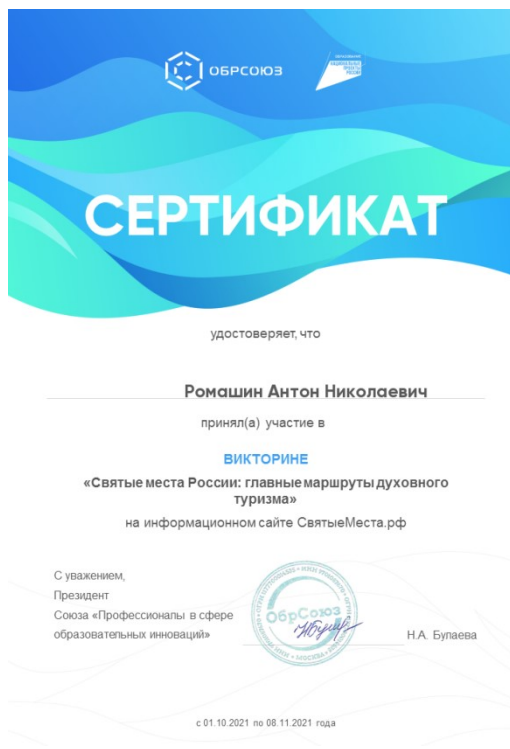 ОБРСОЮЗ
СЕРТИФИКАТ
удостоверяет, что
Ромашин Антон Николаевич
принял(а) участие в
ВИКТОРИНЕ
«Святые места России: главные маршруты духовного
туризма»
на информационном сайте СвятыеМеста.рф
С уважением,
Президент
Союза «Профессионалы в сфере
образовательных инноваций»
ОбрСоюз
Н.А. Булаева
с 01.10.2021 по 08.11.2021 года